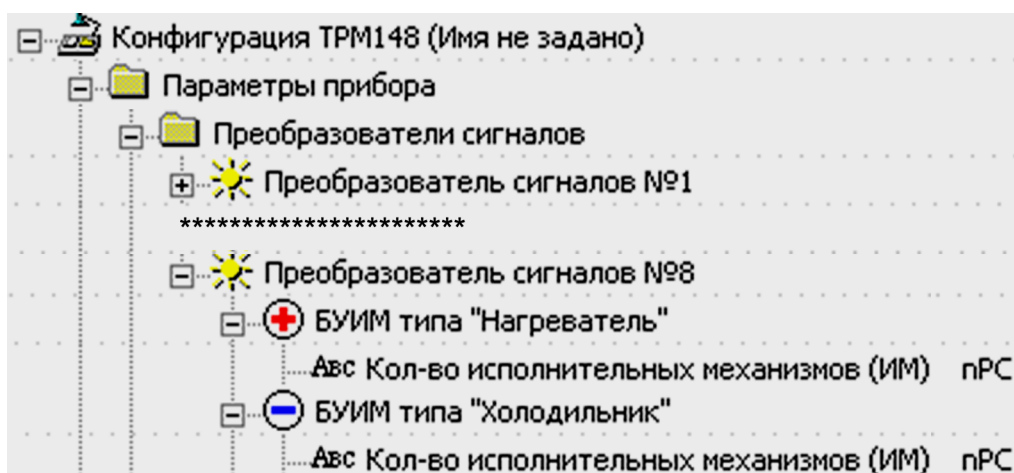 Конфигурация ТРМ148 (Имя не задано)
Параметры прибора
Преобразователи сигналов
Преобразователь сигналов №1
***********************
Преобразователь сигналов №8
БУИМ типа "Нагреватель"
Авс Кол-во исполнительных механизмов (ИМ) nPC
БУИМ типа "Холодильник"
Авс Кол-во исполнительных механизмов (ИМ) nPC